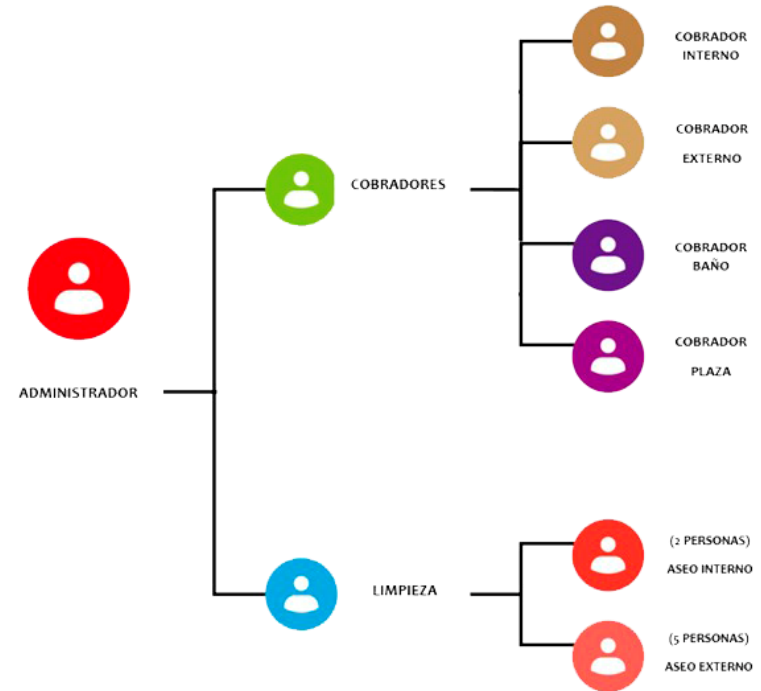 COBRADOR
INTERNO
COBRADOR
EXTERNO
COBRADORES
COBRADOR
BAÑO
COBRADOR
PLAZA
ADMINISTRADOR
(2 PERSONAS)
ASEO INTERNO
LIMPIEZA
(5 PERSONAS)
ASEO EXTERNO